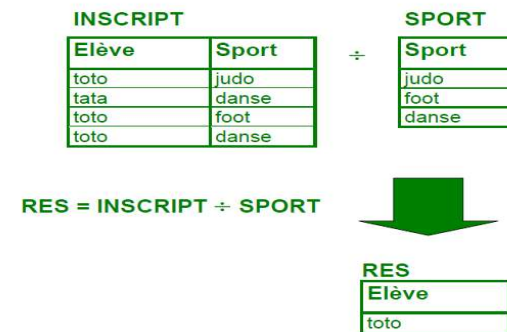 INSCRIPT
Elève Sport
toto judo
tata danse
toto foot
toto danse
÷
SPORT
Sport
judo
foot
danse
RES = INSCRIPT ÷ SPORT
RES
Elève
toto